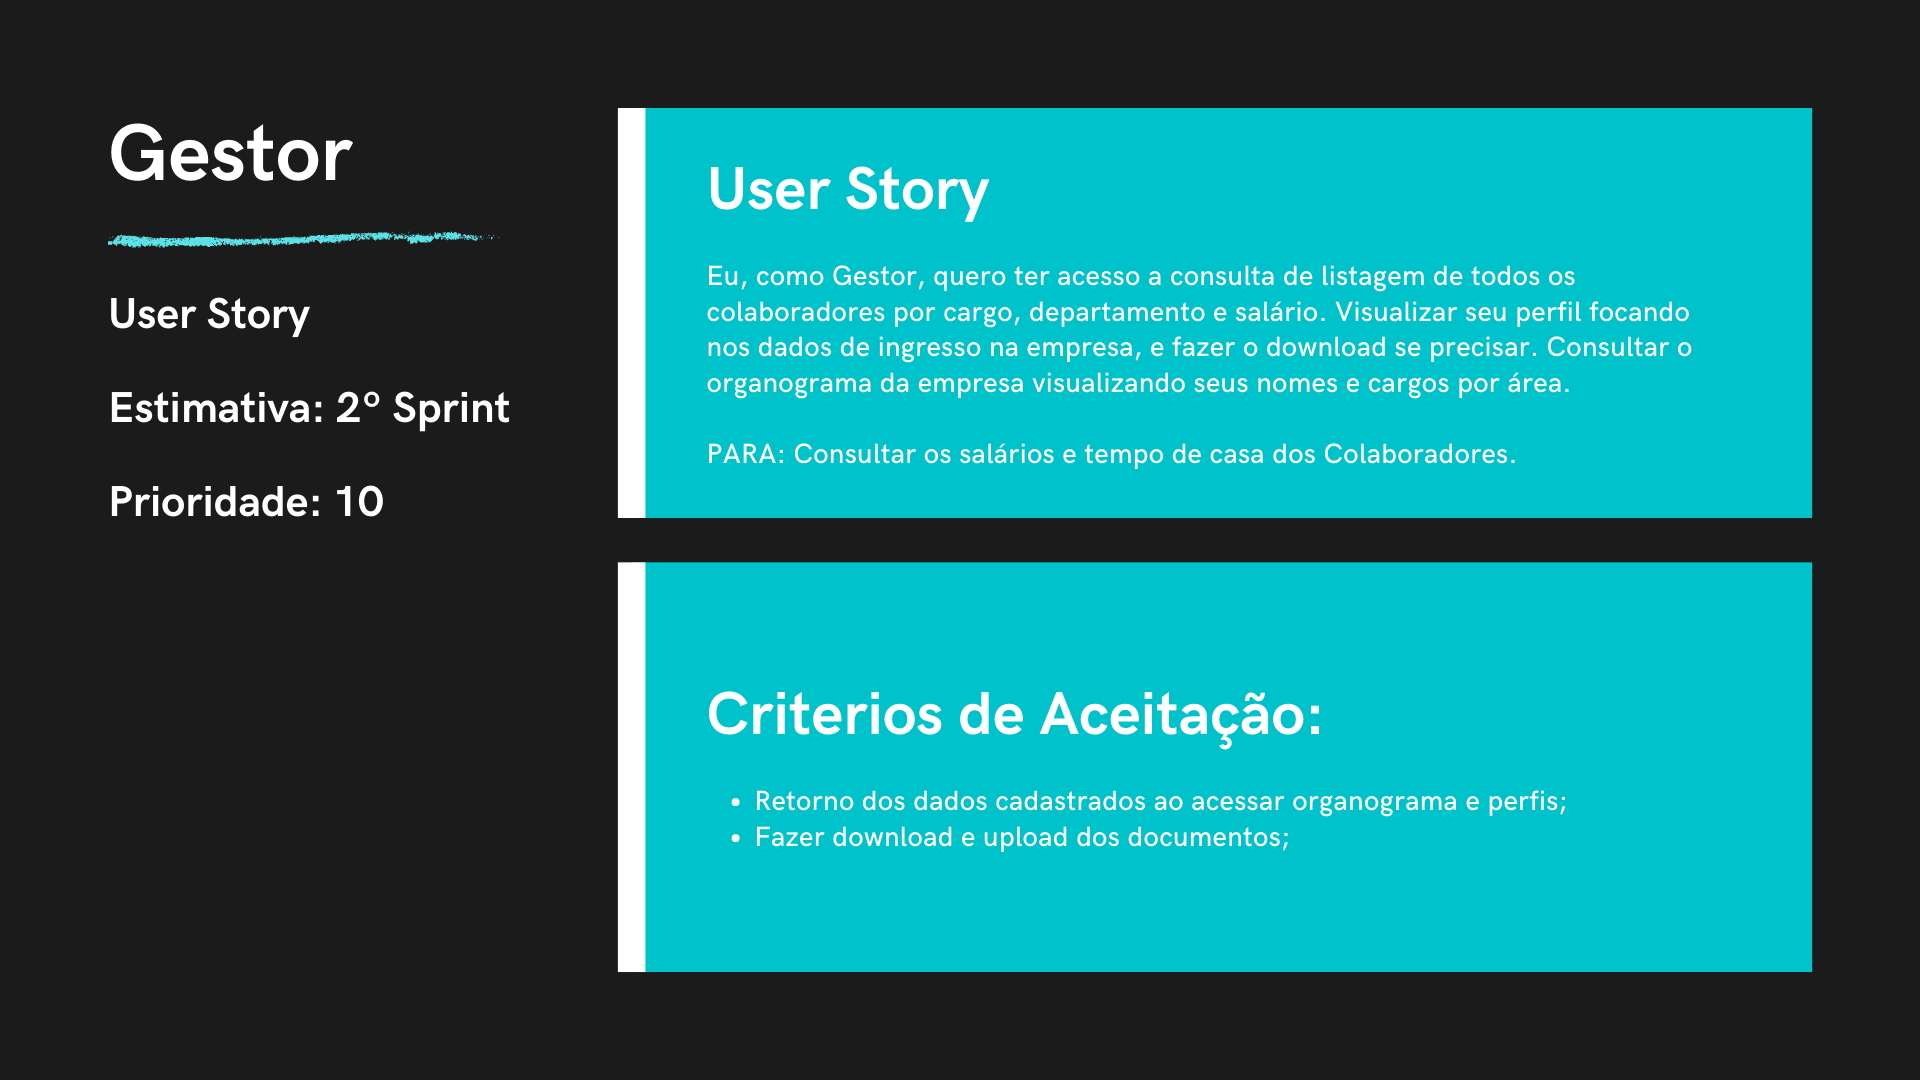 Gestor
User Story
Estimativa: 2º Sprint
Prioridade: 10
User Story
Eu, como Gestor, quero ter acesso a consulta de listagem de todos os
colaboradores por cargo, departamento e salário. Visualizar seu perfil focando
nos dados de ingresso na empresa, e fazer o download se precisar. Consultar o
organograma da empresa visualizando seus nomes e cargos por área.
PARA: Consultar os salários e tempo de casa dos Colaboradores.
Criterios de Aceitação:
• Retorno dos dados cadastrados ao acessar organograma e perfis;
• Fazer download e upload dos documentos;